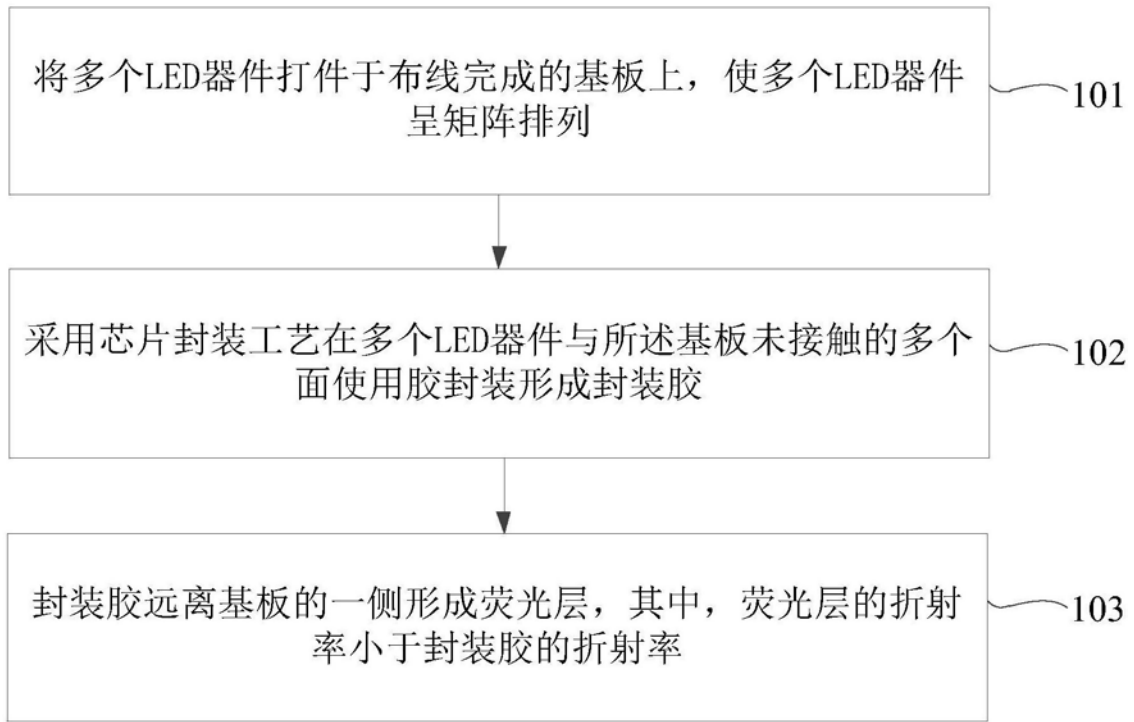 将多个LED器件打件于布线完成的基板上，使多个LED器件
呈矩阵排列
101
采用芯片封装工艺在多个LED器件与所述基板未接触的多个
面使用胶封装形成封装胶
102
封装胶远离基板的一侧形成荧光层，其中，荧光层的折射
率小于封装胶的折射率
103